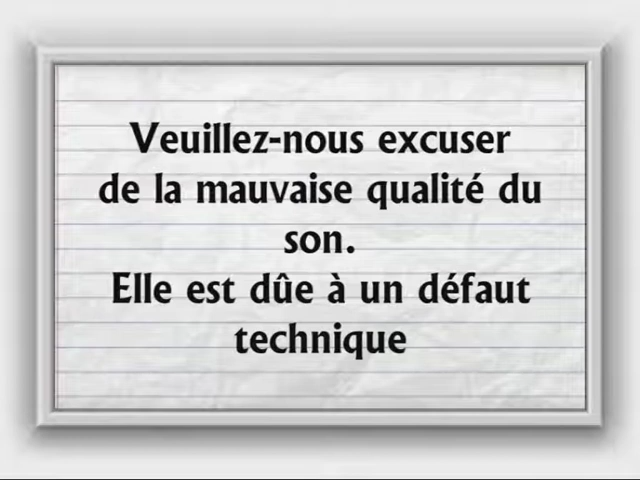 Veuillez-nous excuser
de la mauvaise qualité du
son.
Elle est dûe à un défaut
technique